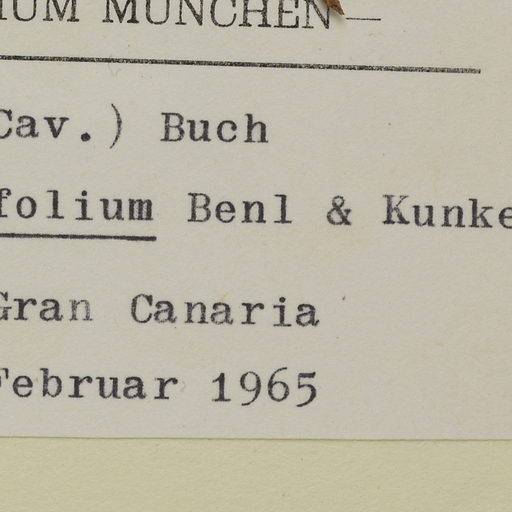 IUM MÜNCHEN —
Cav.) Buch
folium Benl & Kunke
Gran Canaria
Februar 1965